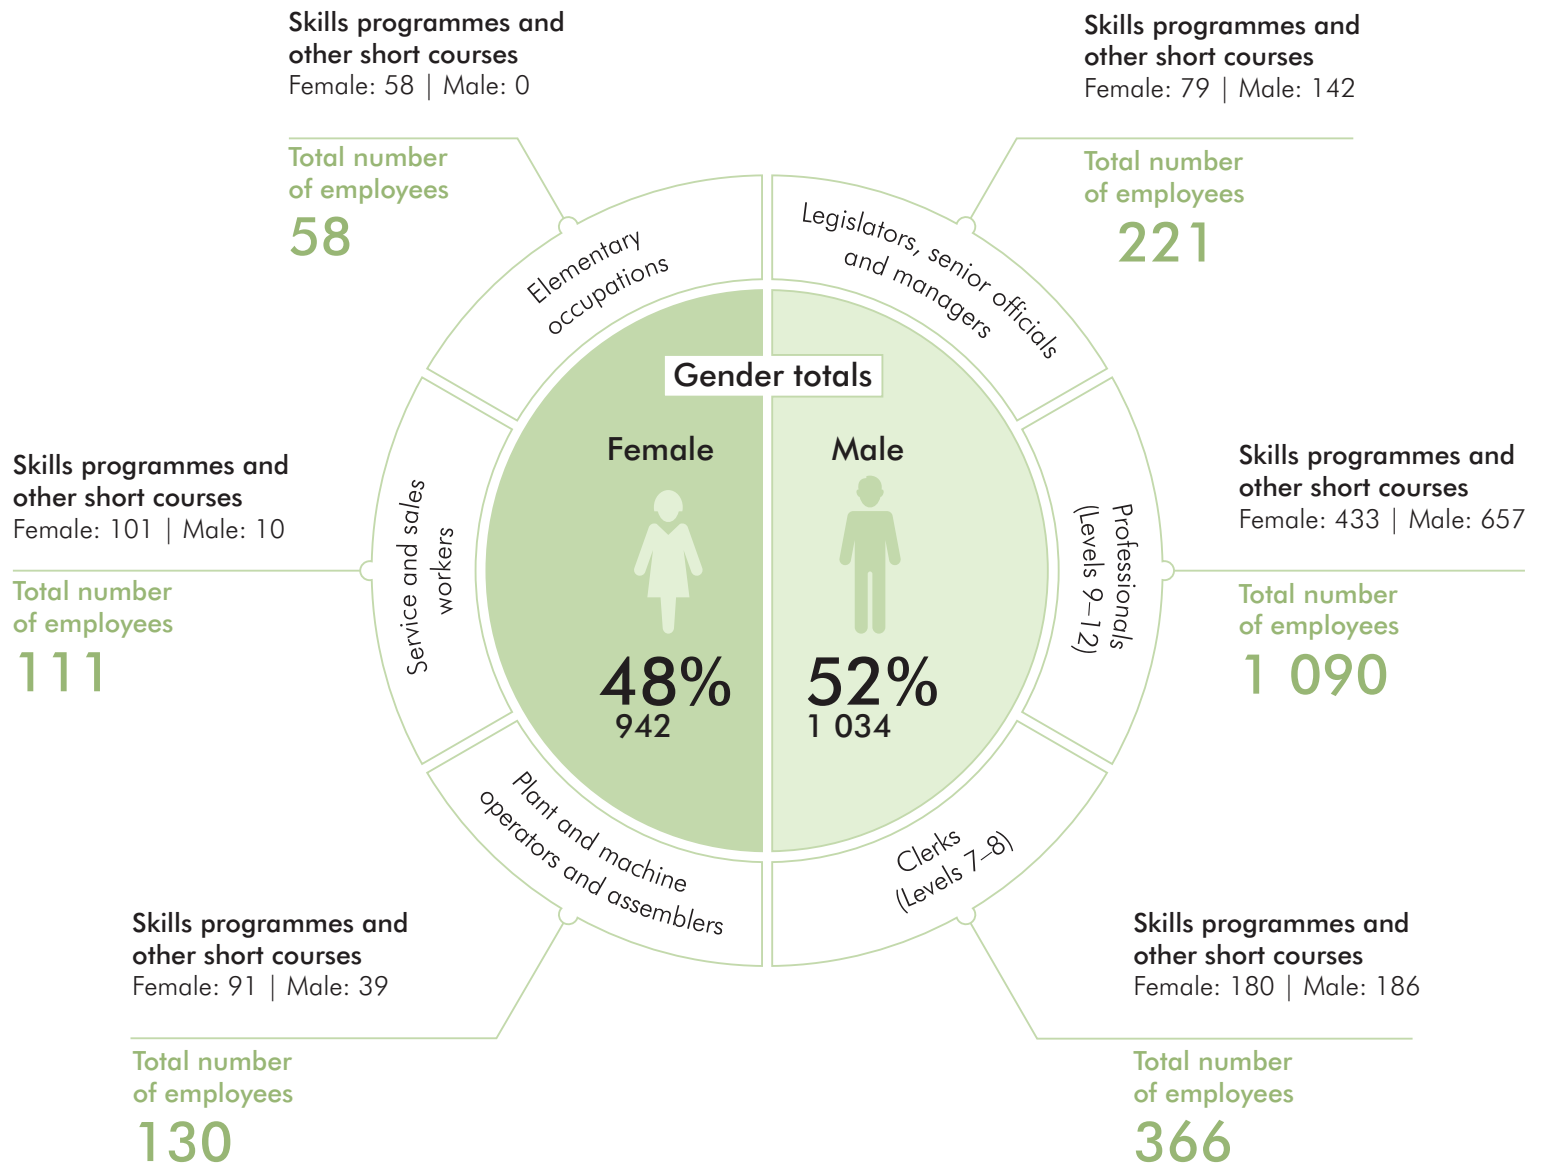 Skills programmes and
other short courses
Female: 58 | Male: 0
Total number
of employees
58
Skills programmes and
other short courses
Female: 79 | Male: 142
Total number
of employees
221
Elementary
occupations
Legislators, senior officials
and managers
Gender totals
Female
48%
942
Male
52%
1 034
Skills programmes and
other short courses
Female: 101 | Male: 10
Total number
of employees
111
Service and sales
workers
Professionals
(Levels 9–12)
Skills programmes and
other short courses
Female: 433 | Male: 657
Total number
of employees
1 090
Plant and machine
operators and assemblers
Clerks
(Levels 7–8)
Skills programmes and
other short courses
Female: 91 | Male: 39
Total number
of employees
130
Skills programmes and
other short courses
Female: 180 | Male: 186
Total number
of employees
366